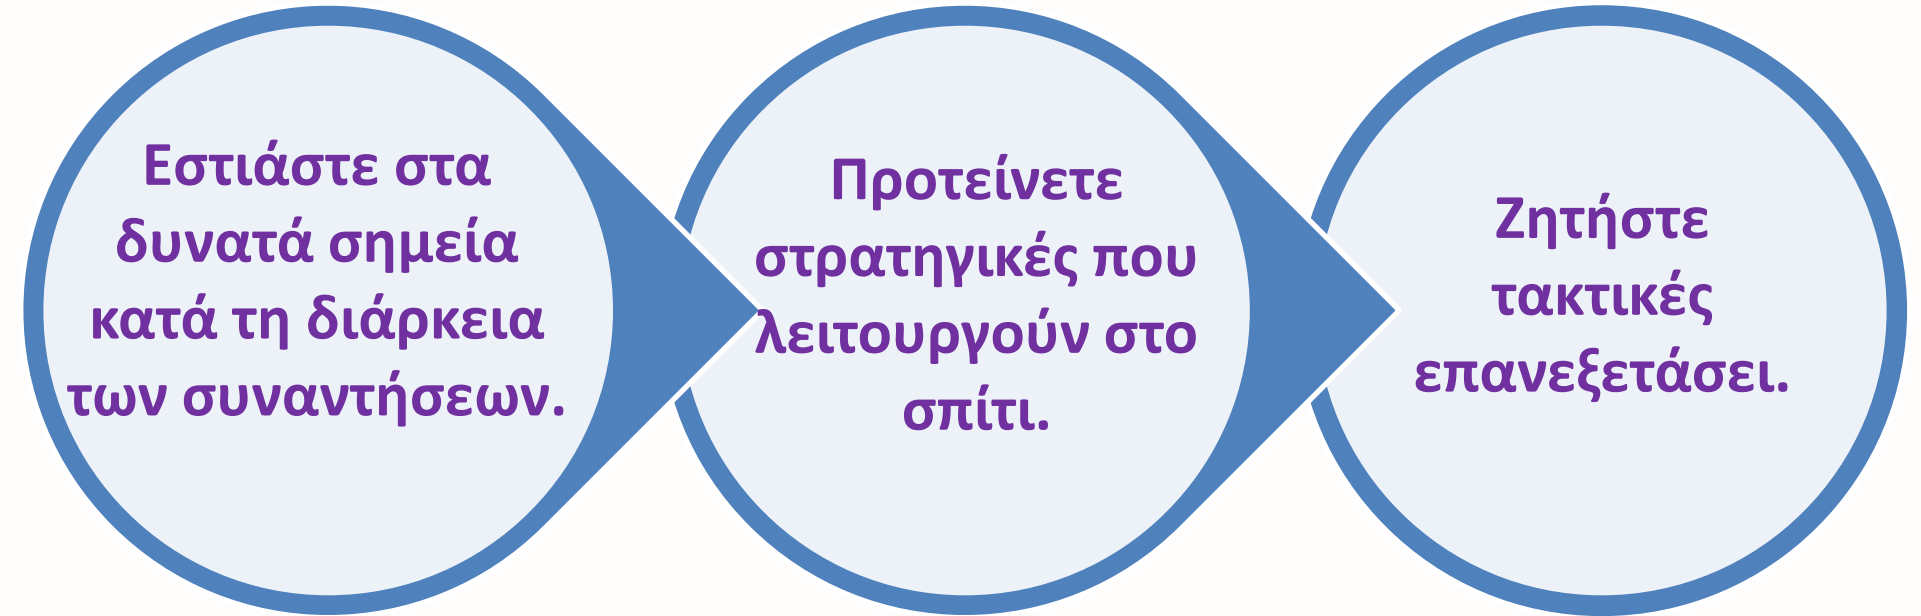 Εστιάστε στα
δυνατά σημεία
κατά τη διάρκεια
των συναντήσεων.
Προτείνετε
στρατηγικές που
λειτουργούν στο
σπίτι.
Ζητήστε
τακτικές
επανεξετάσει.